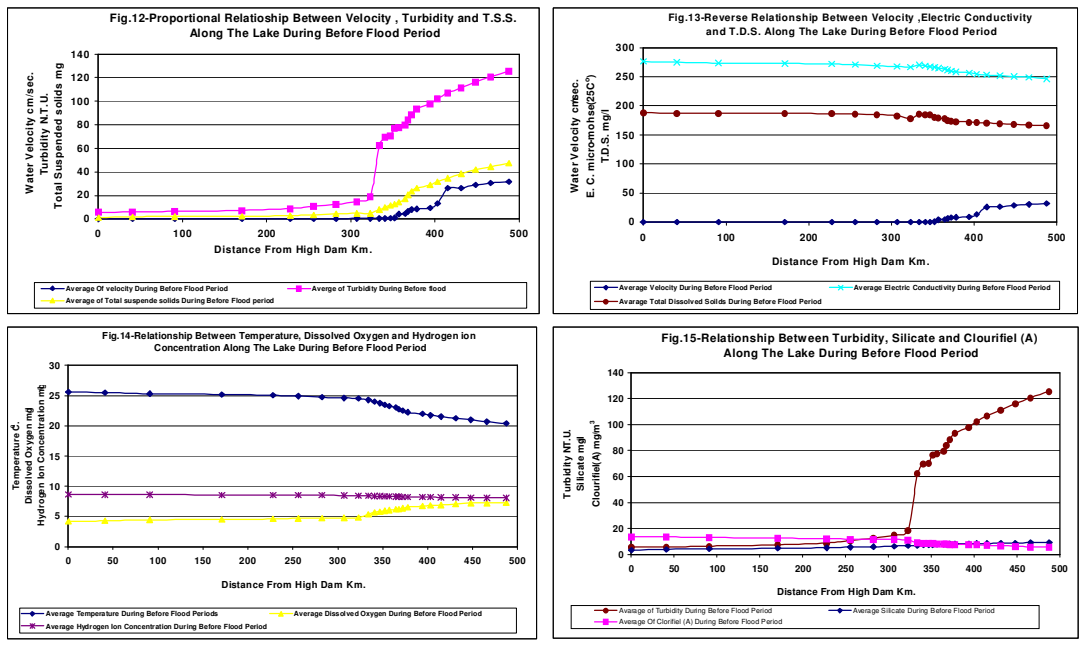 Fig.12-Proportional Relatioship Between Velocity , Turbidity and T.S.S.
Along The Lake During Before Flood Period
Water Velocity cm/sec.
Turbidity N.T.U.
Total Suspended solids mg
140
120
100
80
60
40
20
0
0 100 200 300 400 500
Distance From High Dam Km.
Average Of velocity During Before Flood Period
Averge of Turbidity During Before flood
Average of Total suspende solids During Before Flood period
Fig.13-Reverse Relationship Between Velocity ,Electric Conductivity
and T.D.S. Along The Lake During Before Flood Period
Water Velocity cm/sec.
E. C. micro-mohse(25C°)
T.D.S. mg/l
300
250
200
150
100
50
0
0 100 200 300 400 500
Distance From High Dam Km.
Average Velocity During Before Flood Period
Avarage Electric Conductivity During Before Flood Period
Avarage Total Dissolved Solids During Before Flood Period
Fig.14-Relationship Between Temperature, Dissolved Oxygen and Hydrogen ion
Concentration Along The Lake During Before Flood Period
Temperature C°.
Dissolved Oxygen mg/l
Hydrogen Ion Concentration mg/l
30
25
20
15
10
5
0
0 50 100 150 200 250 300 350 400 450 500
Distance From High Dam Km.
Average Temperature During Before Flood Periods
Average Dissolved Oxygen During Before Flood Period
Average Hydrogen Ion Concentration During Before Flood Period
Fig.15-Relationship Between Turbidity, Silicate and Clourifiel (A)
Along The Lake During Before Flood Period
Turbidity NT.U.
Silicate mg/l
Clourifiel(A) mg/m³
140
120
100
80
60
40
20
0
0 50 100 150 200 250 300 350 400 450 500
Distance From High Dam Km.
Avarage of Turbidity During Before Flood Period
Avarage Silicate During Before Flood Period
Avarage Of Clorifiel (A) During Before Flood Period